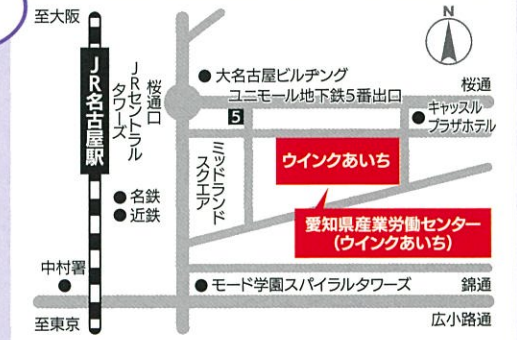 至大阪
N
JR名古屋駅
JRセントラル
タワーズ
桜通口
大名古屋ビルヂング
ユニモール地下鉄5番出口
5
桜通
キャッスル
プラザホテル
ミッドランド
スクエア
ウインクあいち
名鉄
近鉄
愛知県産業労働センター
(ウインクあいち)
中村署
モード学園スパイラルタワーズ
錦通
至東京
広小路通